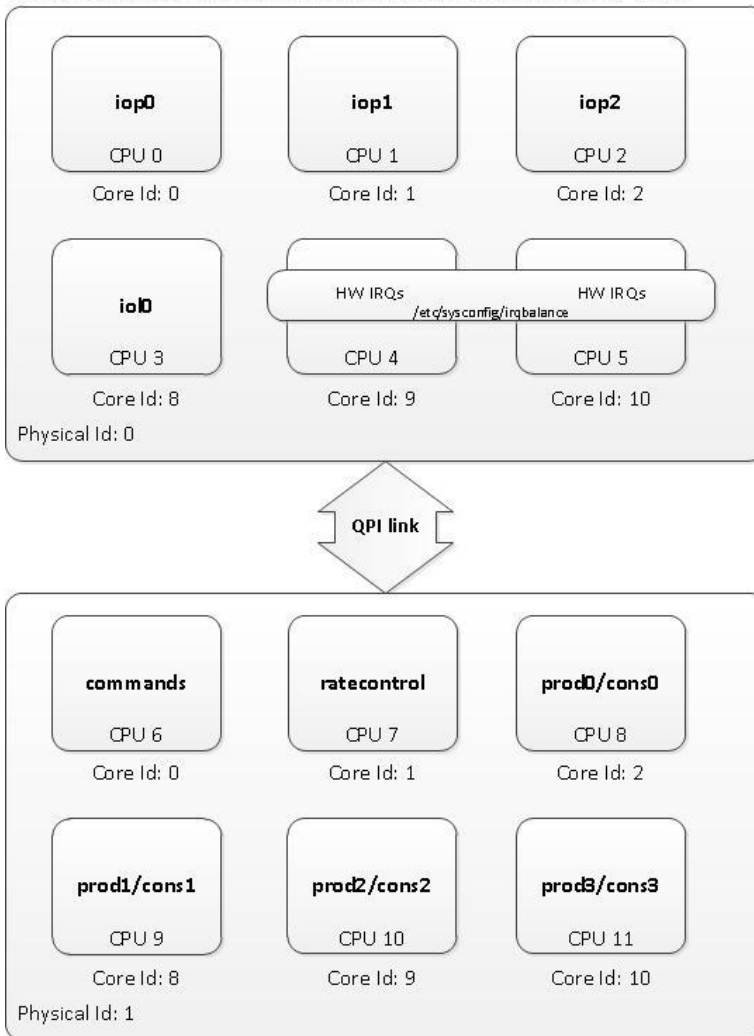 iop0
iop1
iop2
CPU 0
CPU 1
CPU 2
Core Id: 0
Core Id: 1
Core Id: 2
iol0
HW IRQs
HW IRQs
/etc/sysconfig/irqbalance
CPU 3
CPU 4
CPU 5
Core Id: 8
Core Id: 9
Core Id: 10
Physical Id: 0
QPI link
commands
ratecontrol
prod0/cons0
CPU 6
CPU 7
CPU 8
Core Id: 0
Core Id: 1
Core Id: 2
prod1/cons1
prod2/cons2
prod3/cons3
CPU 9
CPU 10
CPU 11
Core Id: 8
Core Id: 9
Core Id: 10
Physical Id: 1